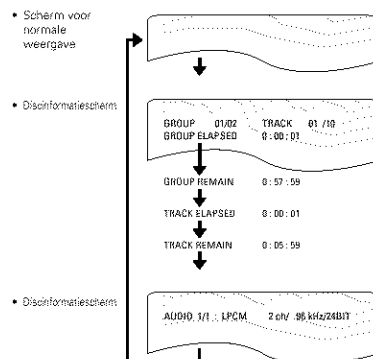 • Scherm voor
normale
weergave
• Discinformatiescherm
GROUP 01/02 TRACK 01 /10
GROUP ELAPSED 0 : 00 : 01
GROUP REMAIN 0 : 57 : 59
TRACK ELAPSED 0 : 00 : 01
TRACK REMAIN 0 : 05 : 59
• Discinformatiescherm
AUDIO 1/1 : LPCM 2 ch/ 96 kHz/24BIT